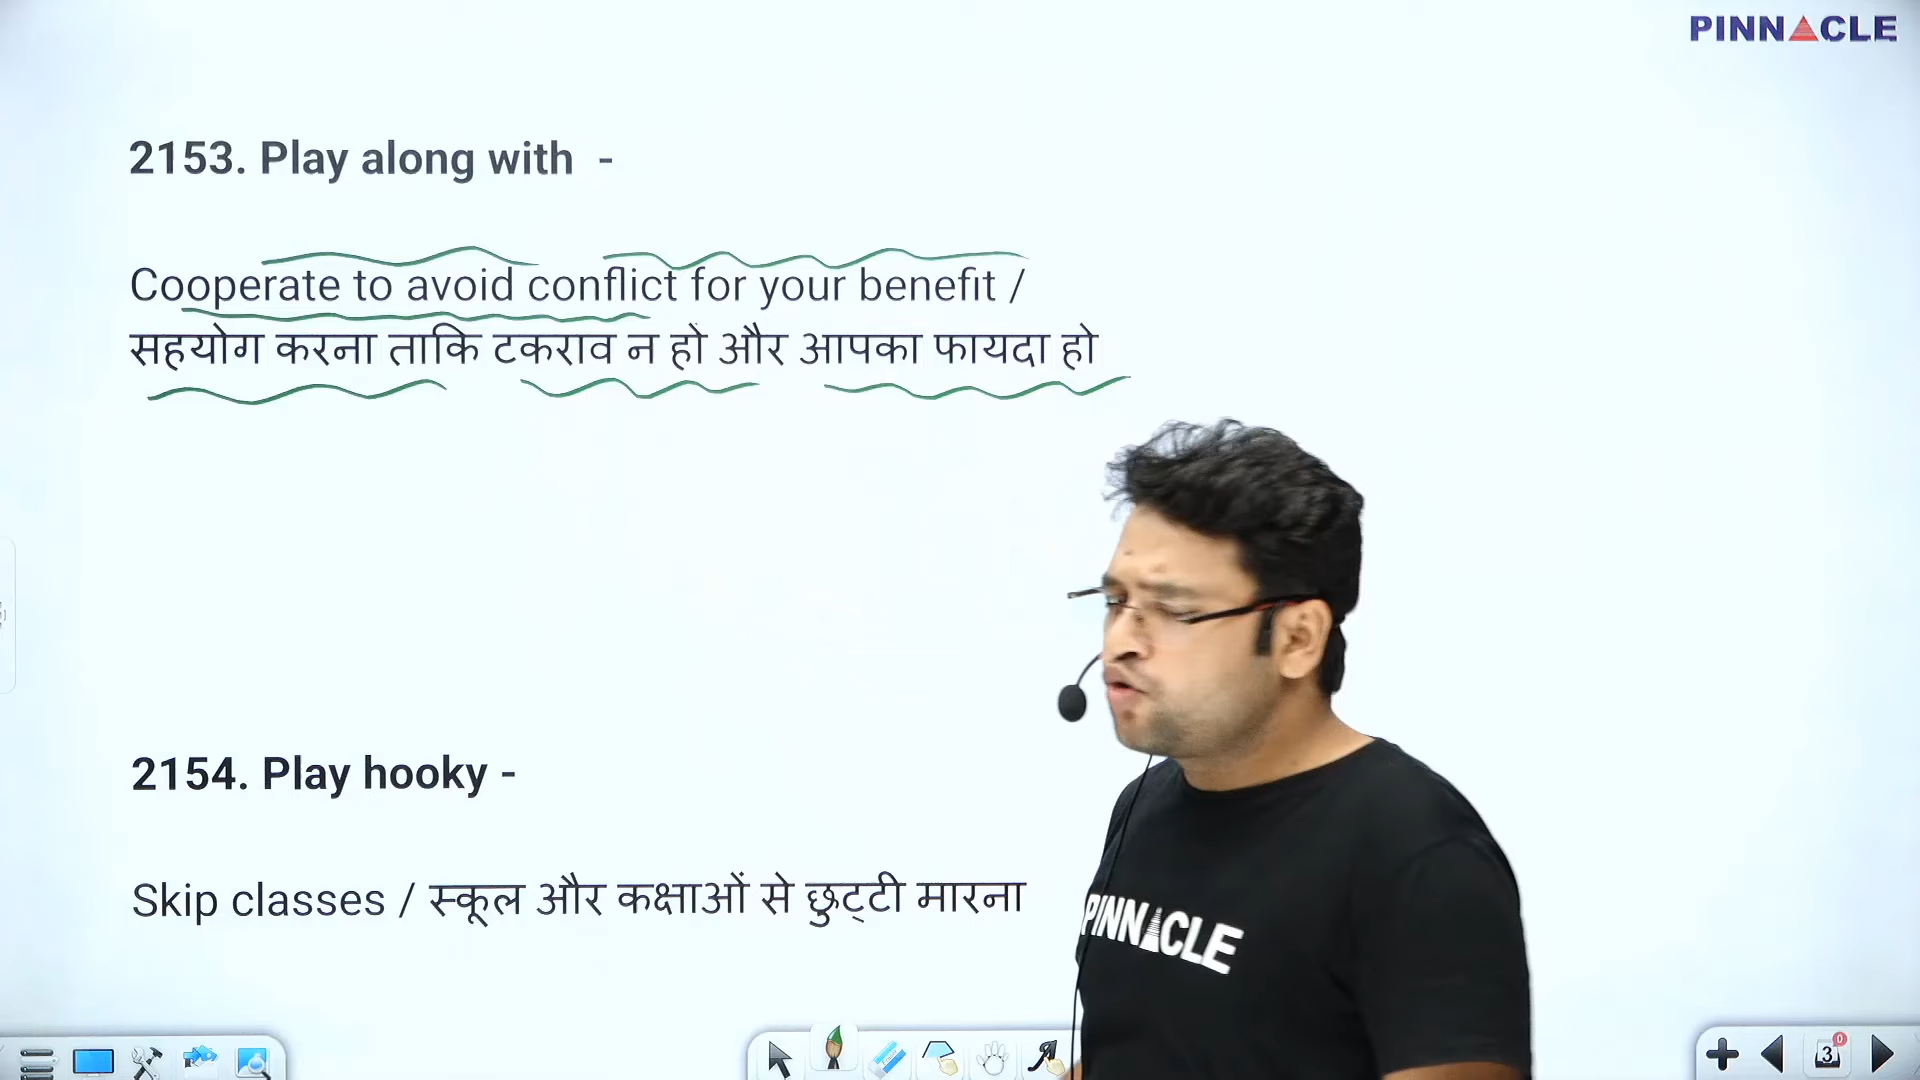 PINNACLE
2153. Play along with -
Cooperate to avoid conflict for your benefit /
सहयोग करना ताकि टकराव न हो और आपका फायदा हो
2154. Play hooky -
Skip classes / स्कूल और कक्षाओं से छुट्टी मारना
PINNACLE
3
0